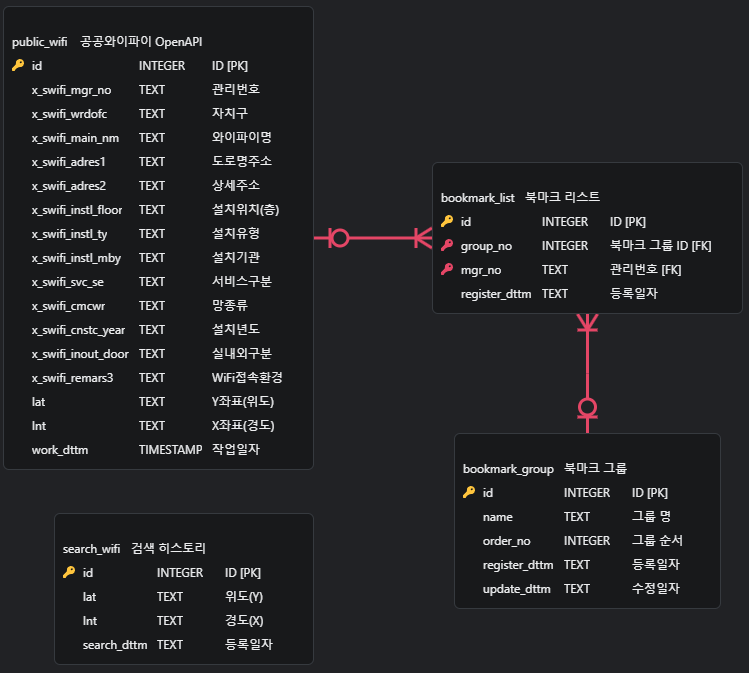 public_wifi 공공와이파이 OpenAPI
id INTEGER ID [PK]
x_swifi_mgr_no TEXT 관리번호
x_swifi_wrdofc TEXT 자치구
x_swifi_main_nm TEXT 와이파이명
x_swifi_adres1 TEXT 도로명주소
x_swifi_adres2 TEXT 상세주소
x_swifi_instl_floor TEXT 설치위치(층)
x_swifi_instl_ty TEXT 설치유형
x_swifi_instl_mby TEXT 설치기관
x_swifi_svc_se TEXT 서비스구분
x_swifi_cmcwr TEXT 망종류
x_swifi_cnstc_year TEXT 설치년도
x_swifi_inout_door TEXT 실내외구분
x_swifi_remars3 TEXT WiFi접속환경
lat TEXT Y좌표(위도)
lnt TEXT X좌표(경도)
work_dttm TIMESTAMP 작업일자
bookmark_list 북마크 리스트
id INTEGER ID [PK]
group_no INTEGER 북마크 그룹 ID [FK]
mgr_no TEXT 관리번호 [FK]
register_dttm TEXT 등록일자
bookmark_group 북마크 그룹
id INTEGER ID [PK]
name TEXT 그룹 명
order_no INTEGER 그룹 순서
register_dttm TEXT 등록일자
update_dttm TEXT 수정일자
search_wifi 검색 히스토리
id INTEGER ID [PK]
lat TEXT 위도(Y)
lnt TEXT 경도(X)
search_dttm TEXT 등록일자